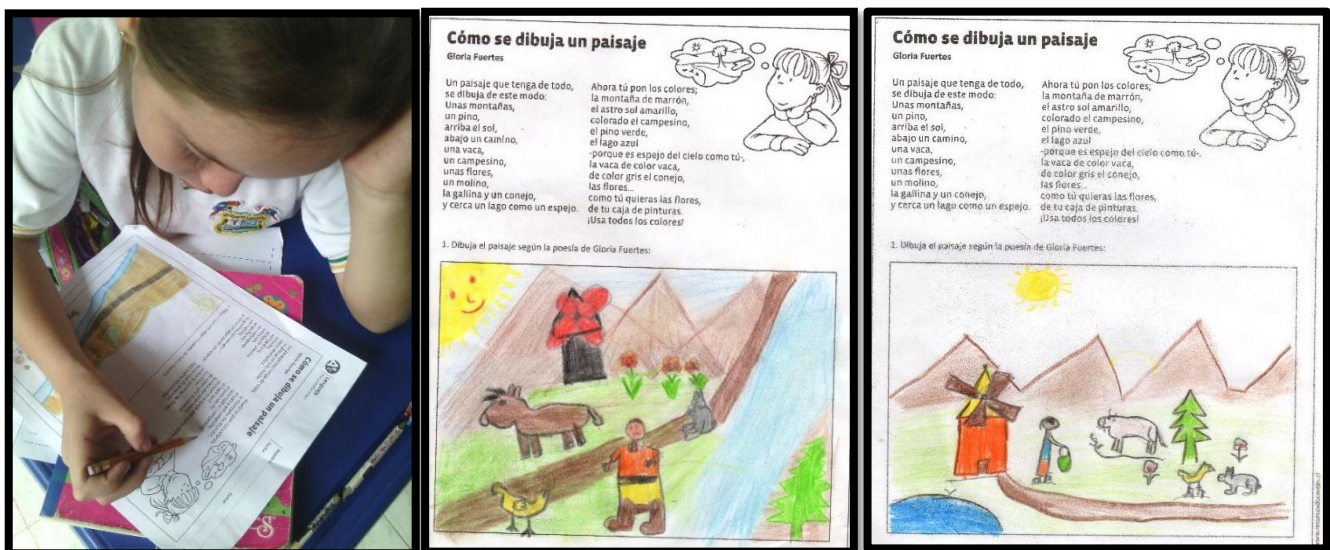 Cómo se dibuja un paisaje
Cómo se dibuja un paisaje
Gloria Fuertes
Un paisaje que tenga de todo,
se dibuja de este modo:
Unas montañas,
un pino,
arriba el sol,
abajo un camino,
una vaca,
un campesino,
unas flores,
un molino,
la gallina y un conejo,
y cerca un lago como un espejo.
Ahora tú pon los colores;
la montaña de marrón,
el astro sol amarillo,
colorado el campesino,
el pino verde,
el lago azul
-porque es espejo del cielo como tú-,
la vaca de color vaca,
de color gris el conejo,
las flores...
como tú quieras las flores,
de tu caja de pinturas.
¡Usa todos los colores!
1. Dibuja el paisaje según la poesía de Gloria Fuertes:
Cómo se dibuja un paisaje
Gloria Fuertes
Un paisaje que tenga de todo,
se dibuja de este modo:
Unas montañas,
un pino,
arriba el sol,
abajo un camino,
una vaca,
un campesino,
unas flores,
un molino,
la gallina y un conejo,
y cerca un lago como un espejo.
Ahora tú pon los colores;
la montaña de marrón,
el astro sol amarillo,
colorado el campesino,
el pino verde,
el lago azul
-porque es espejo del cielo como tú-,
la vaca de color vaca,
de color gris el conejo,
las flores...
como tú quieras las flores,
de tu caja de pinturas.
¡Usa todos los colores!
1. Dibuja el paisaje según la poesía de Gloria Fuertes: